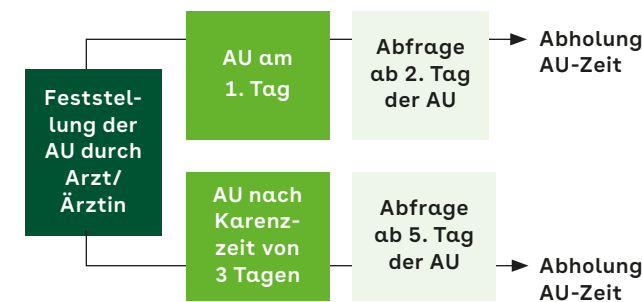 Feststel-
lung der
AU durch
Arzt/
Ärztin
AU am
1. Tag
Abfrage
ab 2. Tag
der AU
Abholung
AU-Zeit
AU nach
Karenz-
zeit von
3 Tagen
Abfrage
ab 5. Tag
der AU
Abholung
AU-Zeit